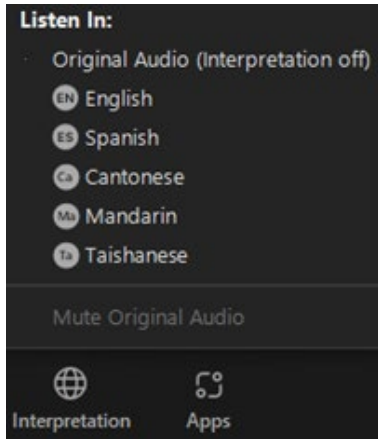 Listen In:
Original Audio (Interpretation off)
EN English
ES Spanish
Ca Cantonese
Ma Mandarin
Ta Taishanese
Mute Original Audio
Interpretation Apps